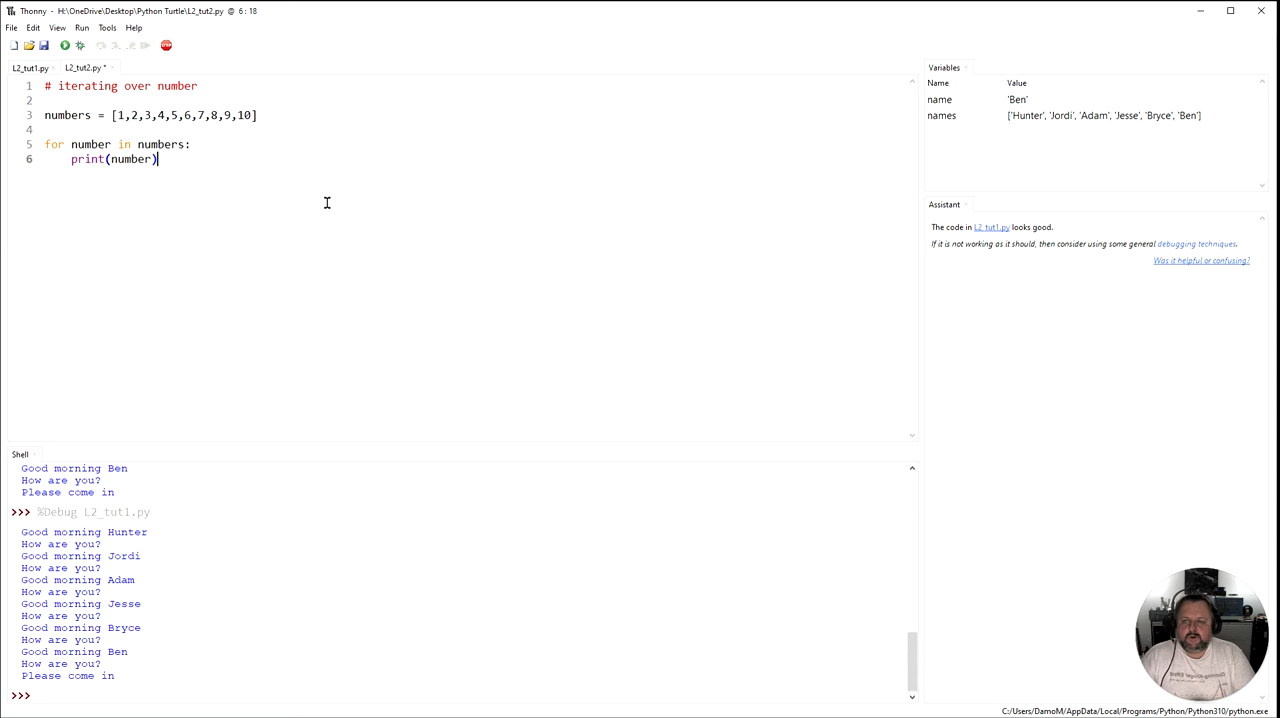 Thonny - H:\OneDrive\Desktop\Python Turtle\L2_tut2.py @ 6 : 18
File Edit View Run Tools Help
L2_tut1.py × L2_tut2.py * ×
1 # iterating over number
2
3 numbers = [1,2,3,4,5,6,7,8,9,10]
4
5 for number in numbers:
6 print(number)
Variables ×
Name Value
name 'Ben'
names ['Hunter', 'Jordi', 'Adam', 'Jesse', 'Bryce', 'Ben']
Assistant ×
The code in L2_tut1.py looks good.
If it is not working as it should, then consider using some general debugging techniques.
Was it helpful or confusing?
Shell ×
Good morning Ben
How are you?
Please come in
>>> %Debug L2_tut1.py
Good morning Hunter
How are you?
Good morning Jordi
How are you?
Good morning Adam
How are you?
Good morning Jesse
How are you?
Good morning Bryce
How are you?
Good morning Ben
How are you?
Please come in
>>>
C:/Users/DamoM/AppData/Local/Programs/Python/Python310/python.exe